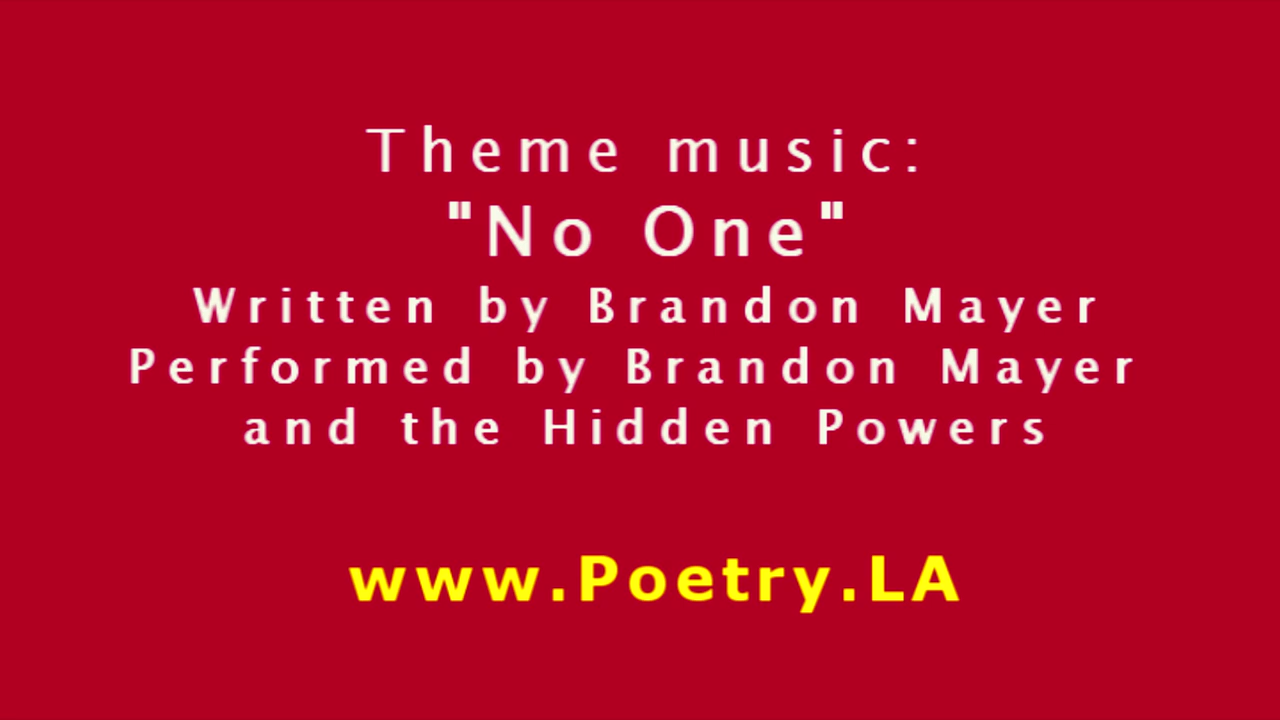 Theme music:
"No One"
Written by Brandon Mayer
Performed by Brandon Mayer
and the Hidden Powers
www.Poetry.LA